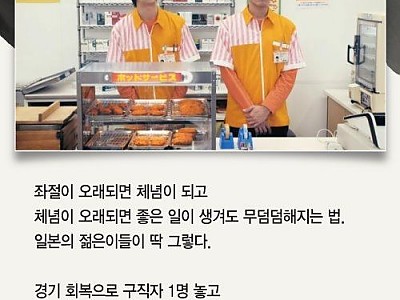 ホットサービス
좌절이 오래되면 체념이 되고
체념이 오래되면 좋은 일이 생겨도 무덤덤해지는 법.
일본의 젊은이들이 딱 그렇다.
경기 회복으로 구직자 1명 놓고